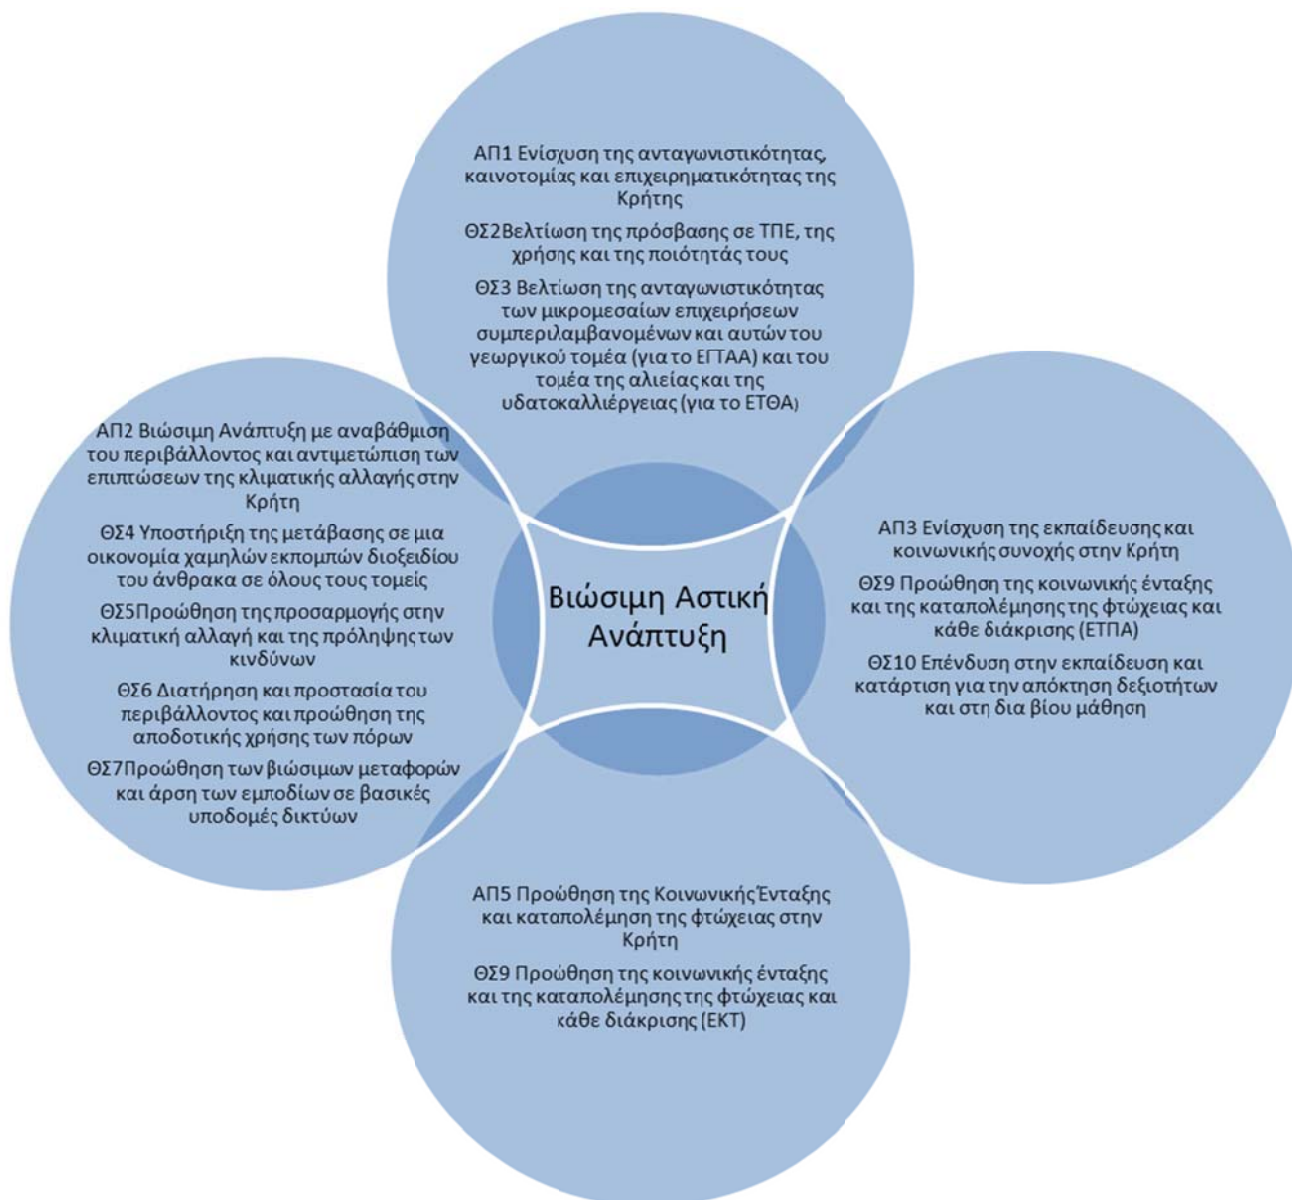 ΑΠ1 Ενίσχυση της ανταγωνιστικότητας,
καινοτομίας και επιχειρηματικότητας της
Κρήτης
ΘΣ2Βελτίωση της πρόσβασης σε ΤΠΕ, της
χρήσης και της ποιότητάς τους
ΘΣ3 Βελτίωση της ανταγωνιστικότητας
των μικρομεσαίων επιχειρήσεων
συμπεριλαμβανομένων και αυτών του
γεωργικού τομέα (για το ΕΓΤΑΑ) και του
τομέα της αλιείας και της
υδατοκαλλιέργειας (για το ΕΤΘΑ)
ΑΠ2 Βιώσιμη Ανάπτυξη με αναβάθμιση
του περιβάλλοντος και αντιμετώπιση των
επιπτώσεων της κλιματικής αλλαγής στην
Κρήτη
ΘΣ4 Υποστήριξη της μετάβασης σε μια
οικονομία χαμηλών εκπομπών διοξειδίου
του άνθρακα σε όλους τους τομείς
ΘΣ5Προώθηση της προσαρμογής στην
κλιματική αλλαγή και της πρόληψης των
κινδύνων
ΘΣ6 Διατήρηση και προστασία του
περιβάλλοντος και προώθηση της
αποδοτικής χρήσης των πόρων
ΘΣ7Προώθηση των βιώσιμων μεταφορών
και άρση των εμποδίων σε βασικές
υποδομές δικτύων
Βιώσιμη Αστική
Ανάπτυξη
ΑΠ3 Ενίσχυση της εκπαίδευσης και
κοινωνικής συνοχής στην Κρήτη
ΘΣ9 Προώθηση της κοινωνικής ένταξης
και της καταπολέμησης της φτώχειας και
κάθε διάκρισης (ΕΤΠΑ)
ΘΣ10 Επένδυση στην εκπαίδευση και
κατάρτιση για την απόκτηση δεξιοτήτων
και στη δια βίου μάθηση
ΑΠ5 Προώθηση της Κοινωνικής Ένταξης
και καταπολέμηση της φτώχειας στην
Κρήτη
ΘΣ9 Προώθηση της κοινωνικής ένταξης
και της καταπολέμησης της φτώχειας και
κάθε διάκρισης (ΕΚΤ)